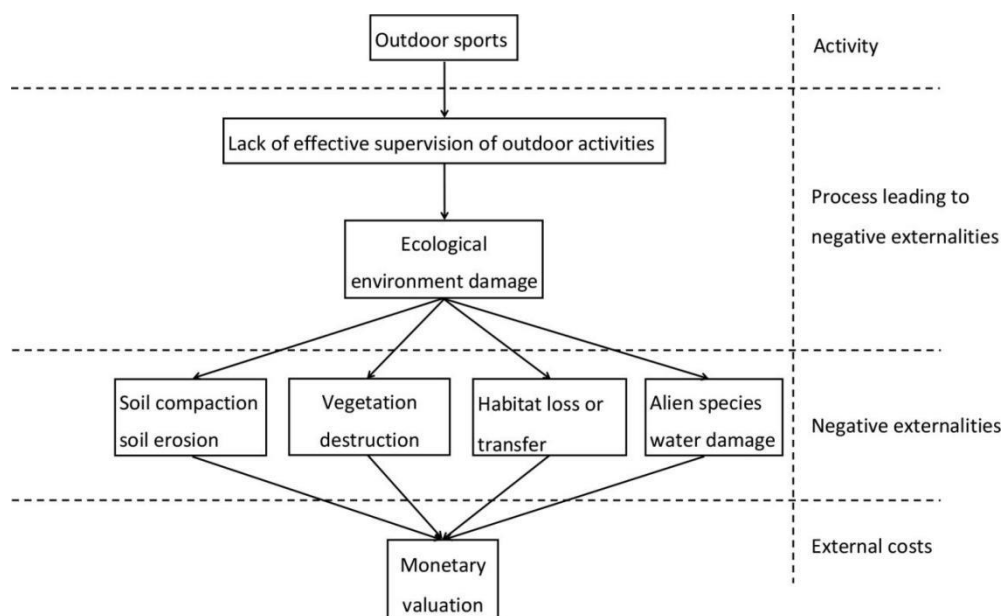 Outdoor sports
Activity
Lack of effective supervision of outdoor activities
Process leading to
negative externalities
Ecological
environment damage
Soil compaction
soil erosion
Vegetation
destruction
Habitat loss or
transfer
Alien species
water damage
Negative externalities
External costs
Monetary
valuation